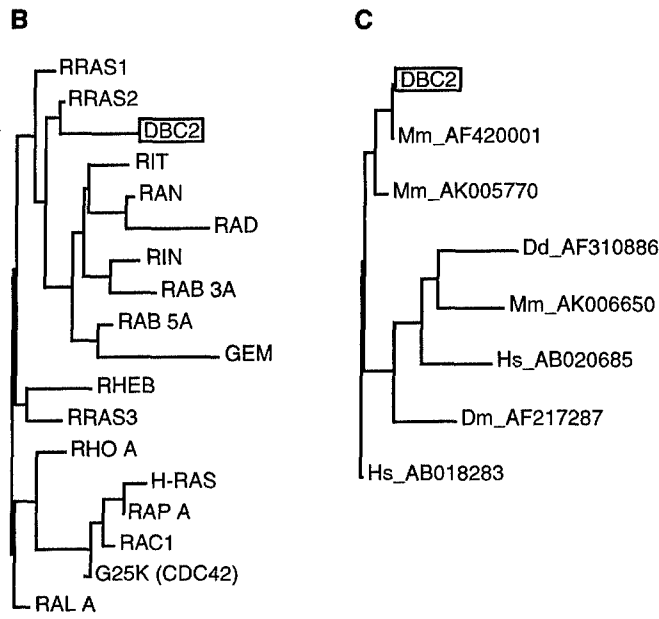 B
RRAS1
RRAS2
DBC2
RIT
RAN
RAD
RIN
RAB 3A
RAB 5A
GEM
RHEB
RRAS3
RHO A
H-RAS
RAP A
RAC1
G25K (CDC42)
RAL A
C
DBC2
Mm_AF420001
Mm_AK005770
Dd_AF310886
Mm_AK006650
Hs_AB020685
Dm_AF217287
Hs_AB018283